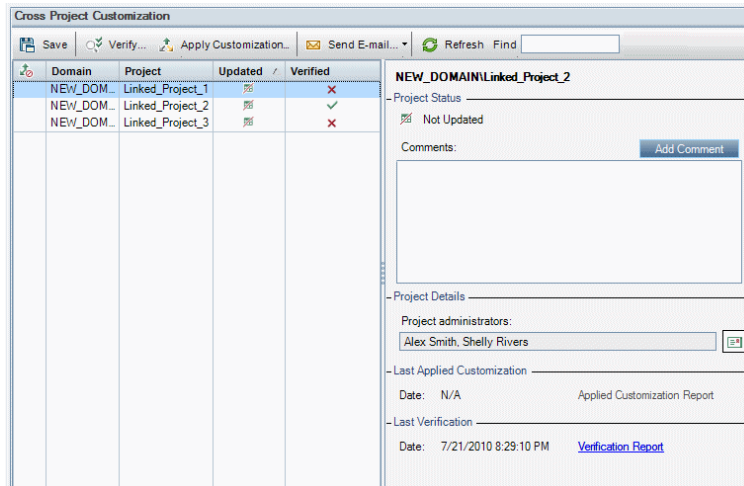 Cross Project Customization
Save Verify... Apply Customization... Send E-mail... Refresh Find
Domain Project Updated / Verified
NEW_DOM... Linked_Project_1
NEW_DOM... Linked_Project_2
NEW_DOM... Linked_Project_3
NEW_DOMAIN\Linked_Project_2
Project Status
Not Updated
Comments: Add Comment
Project Details
Project administrators:
Alex Smith, Shelly Rivers
Last Applied Customization
Date: N/A Applied Customization Report
Last Verification
Date: 7/21/2010 8:29:10 PM Verification Report